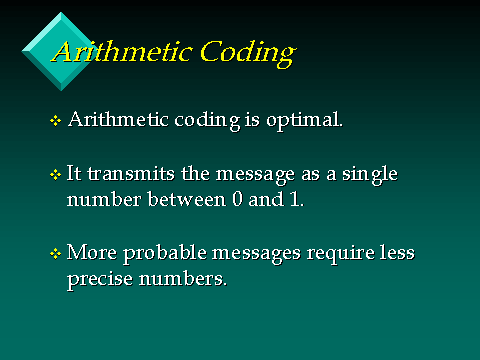 Arithmetic Coding
Arithmetic coding is optimal.
It transmits the message as a single
number between 0 and 1.
More probable messages require less
precise numbers.